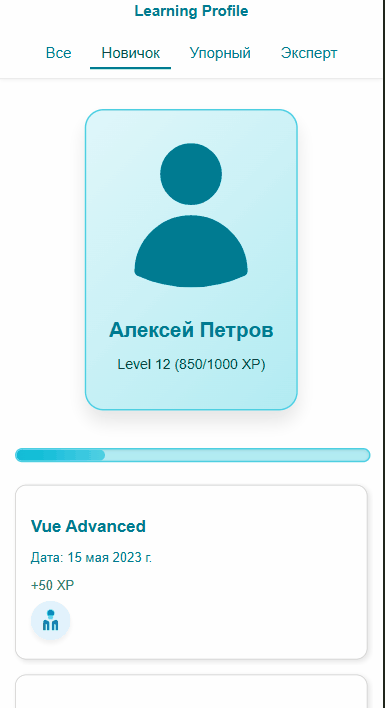 Learning Profile
Все Новичок Упорный Эксперт
Алексей Петров
Level 12 (850/1000 XP)
Vue Advanced
Дата: 15 мая 2023 г.
+50 XP